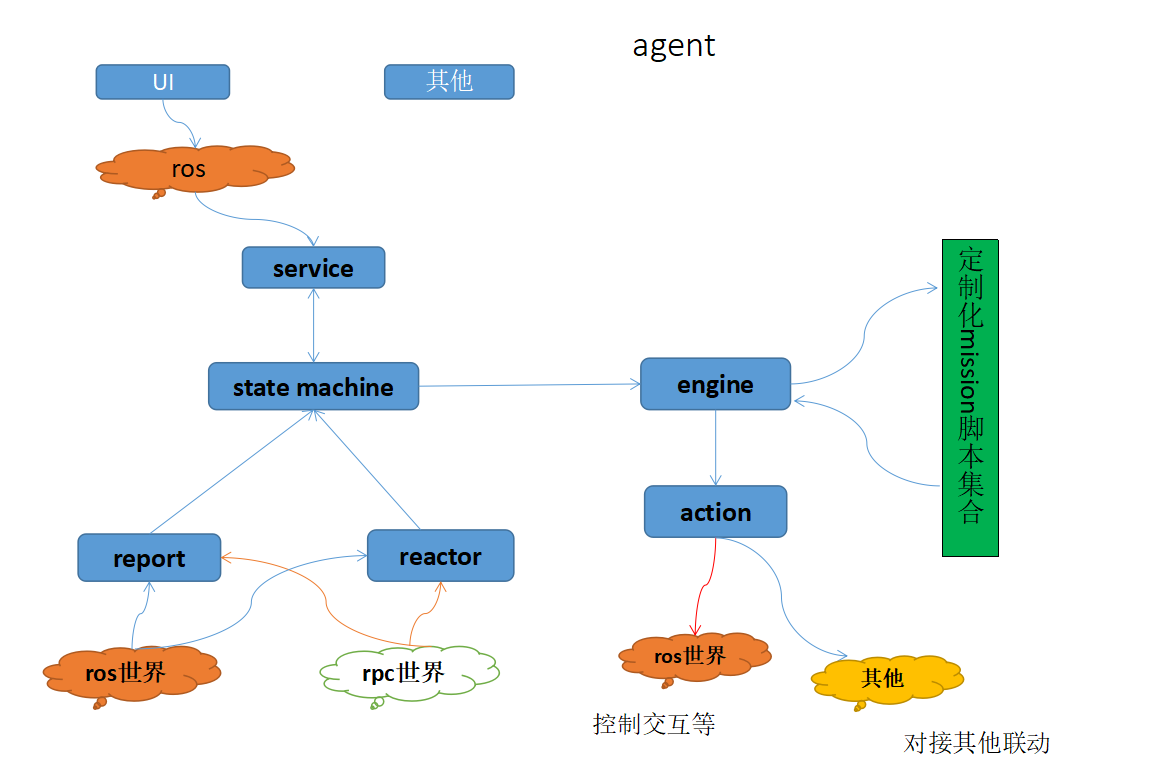 agent
UI
其他
ros
service
state machine
engine
定制化mission脚本集合
action
report
reactor
ros世界
rpc世界
ros世界
其他
控制交互等
对接其他联动